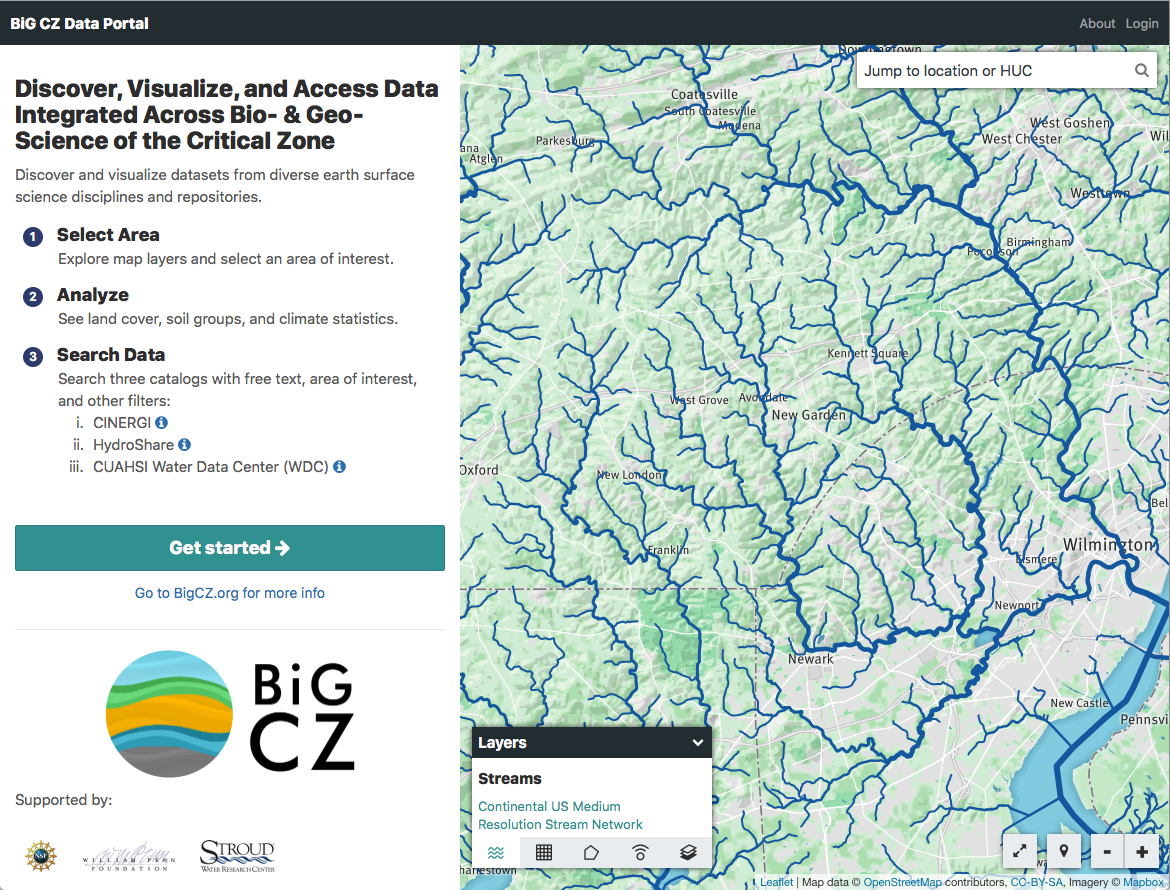 BiG CZ Data Portal
About Login
Discover, Visualize, and Access Data
Integrated Across Bio- & Geo-
Science of the Critical Zone
Discover and visualize datasets from diverse earth surface
science disciplines and repositories.
1 Select Area
Explore map layers and select an area of interest.
2 Analyze
See land cover, soil groups, and climate statistics.
3 Search Data
Search three catalogs with free text, area of interest,
and other filters:
i. CINERGI
ii. HydroShare
iii. CUAHSI Water Data Center (WDC)
Get started
Go to BigCZ.org for more info
BiG
CZ
Supported by:
NSF
WILLIAM PENN
FOUNDATION
STROUD
WATER RESEARCH CENTER
Downingtown
Jump to location or HUC
Coatesville
South Coatesville
Modena
Parkesburg
ana
Atglen
West Goshen
West Chester
Wil
Westtown
Birmingham
Pocopson
Kennett Square
West Grove
Avondale
New Garden
Oxford
New London
Bel
Franklin
Wilmington
Elsmere
Newport
Newark
New Castle
Pennsvi
Layers
Streams
Continental US Medium
Resolution Stream Network
harlestown
- +
Leaflet | Map data © OpenStreetMap contributors, CC-BY-SA, Imagery © Mapbox